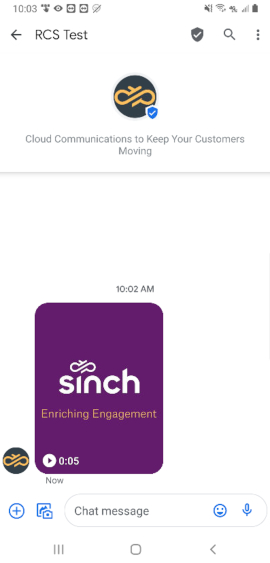 10:03
RCS Test
Cloud Communications to Keep Your Customers
Moving
10:02 AM
sinch
Enriching Engagement
0:05
Now
Chat message